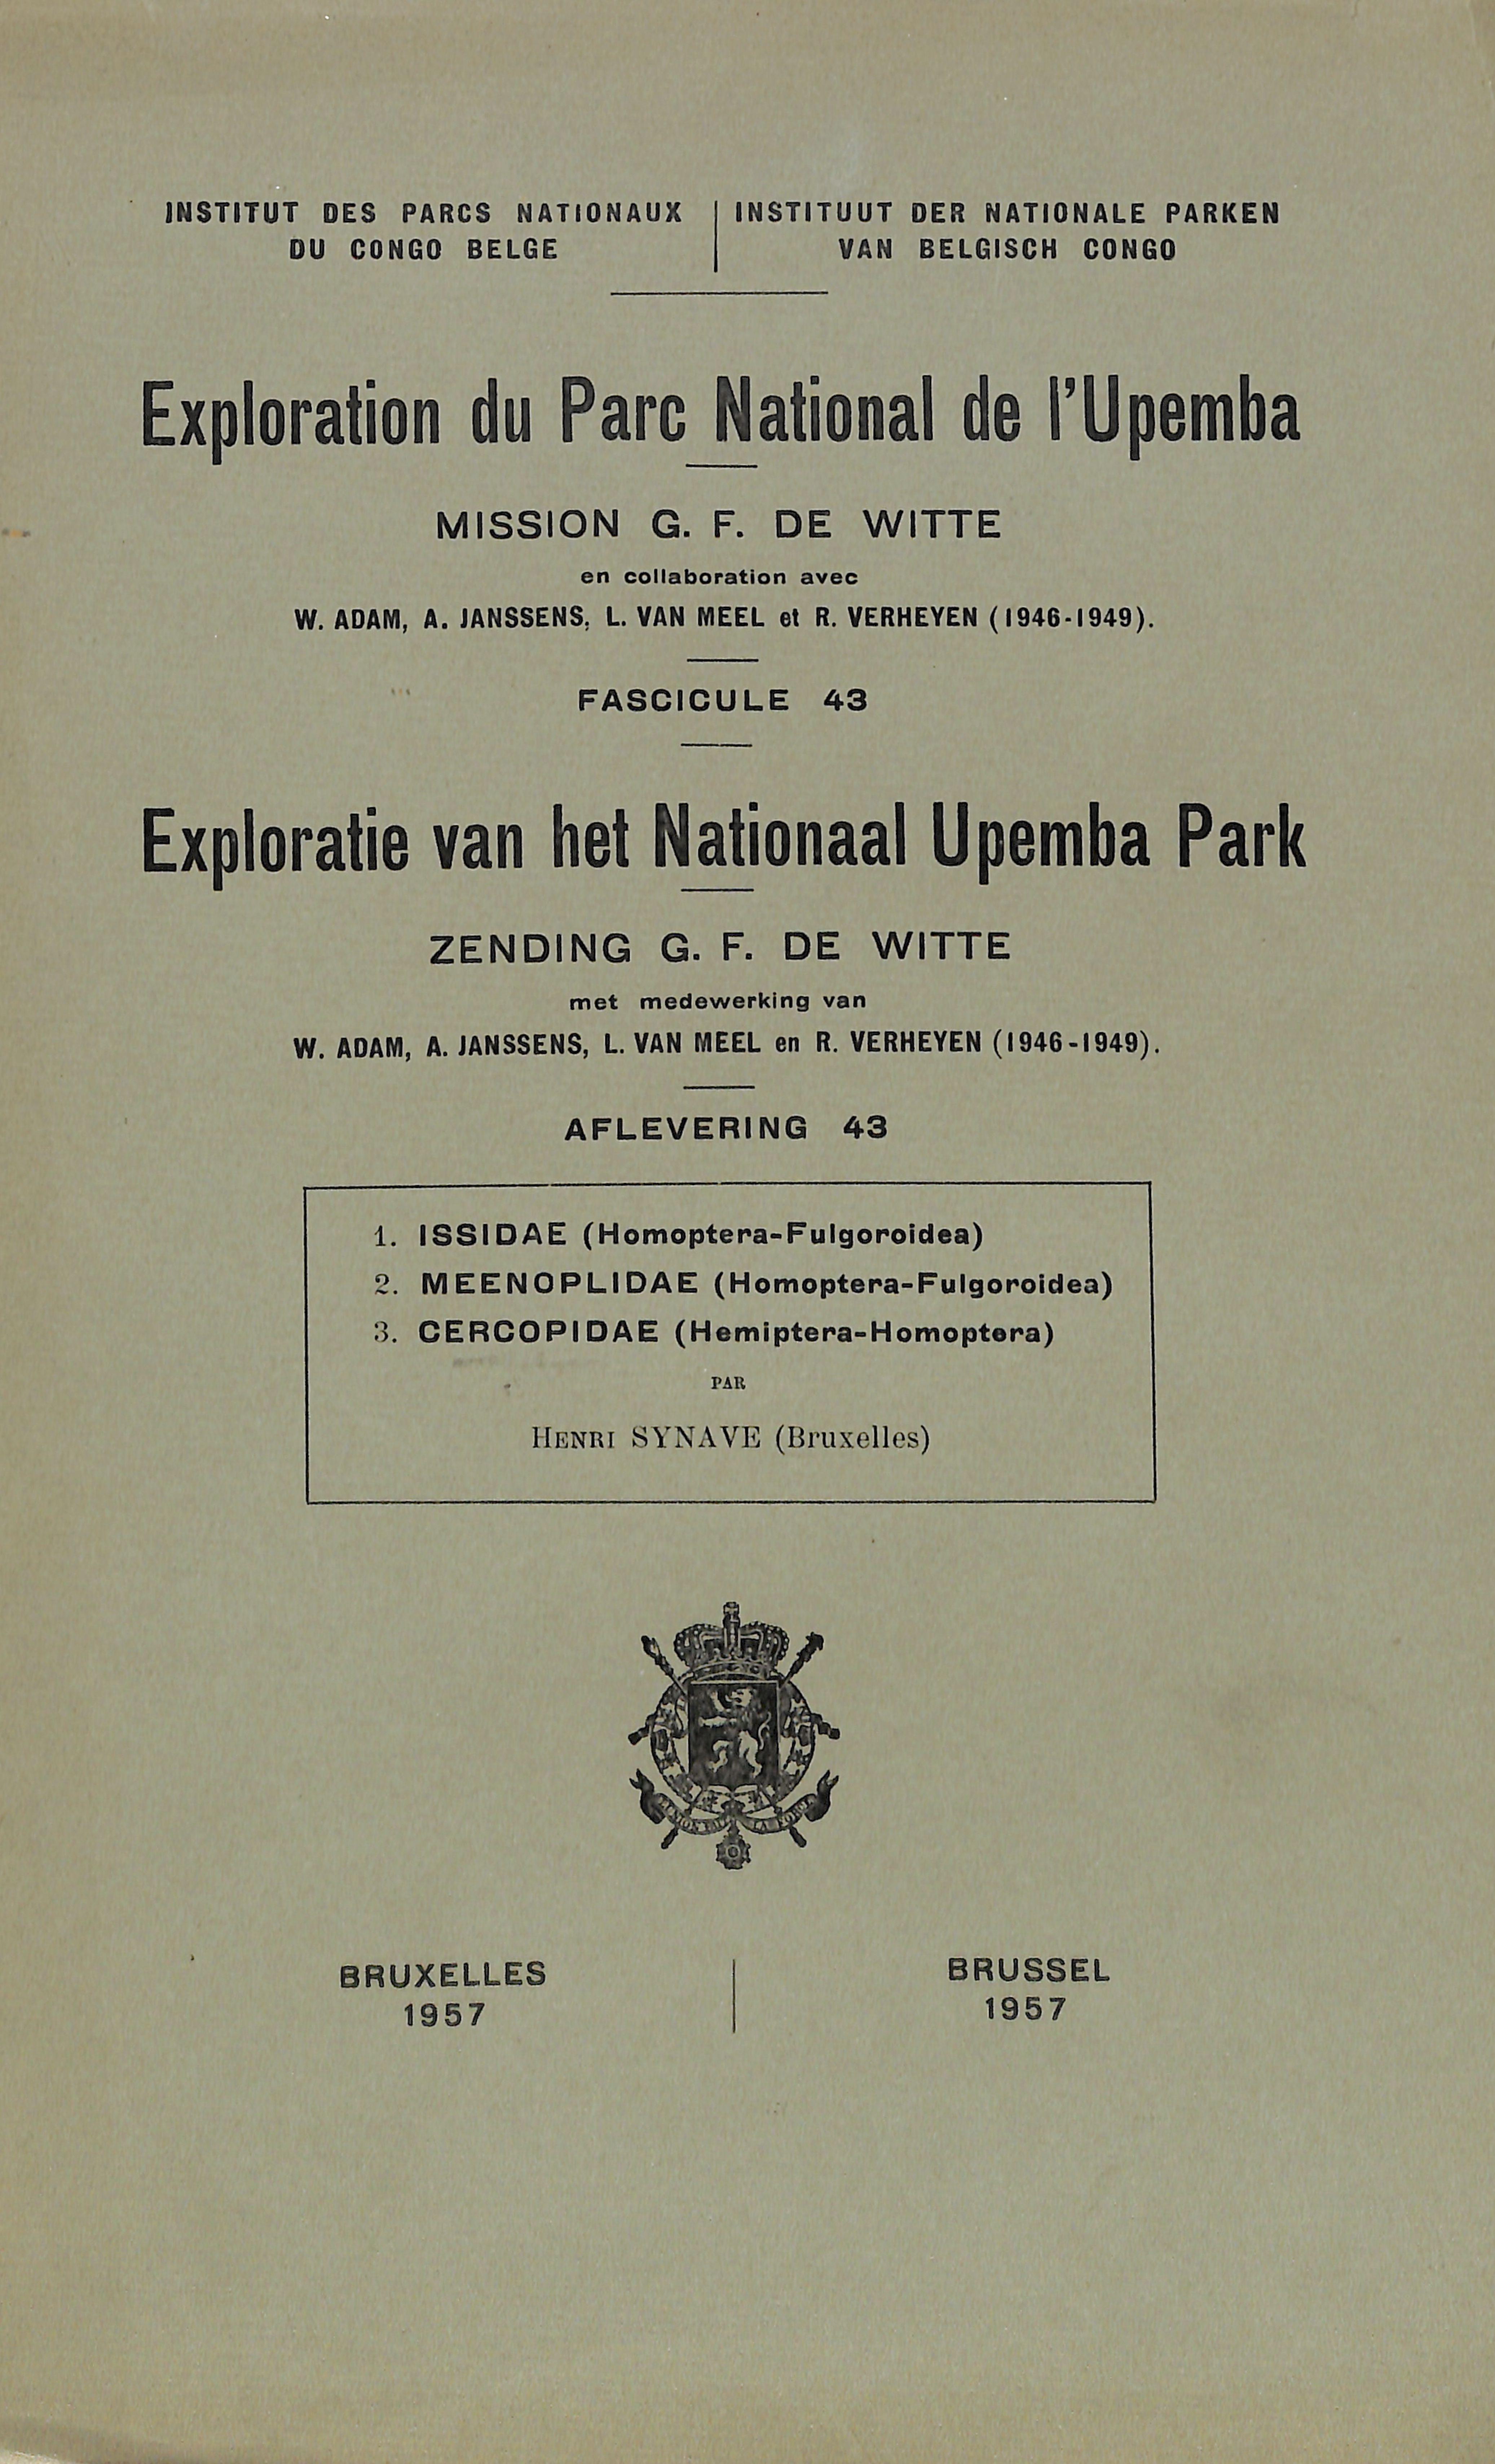 INSTITUT DES PARCS NATIONAUX
DU CONGO BELGE
INSTITUUT DER NATIONALE PARKEN
VAN BELGISCH CONGO
Exploration du Parc National de l'Upemba
MISSION G. F. DE WITTE
en collaboration avec
W. ADAM, A. JANSSENS, L. VAN MEEL et R. VERHEYEN (1946-1949).
FASCICULE 43
Exploratie van het Nationaal Upemba Park
ZENDING G. F. DE WITTE
met medewerking van
W. ADAM, A. JANSSENS, L. VAN MEEL en R. VERHEYEN (1946-1949).
AFLEVERING 43
1. ISSIDAE (Homoptera-Fulgoroidea)
2. MEENOPLIDAE (Homoptera-Fulgoroidea)
3. CERCOPIDAE (Hemiptera-Homoptera)
PAR
HENRI SYNAVE (Bruxelles)
BRUXELLES
1957
BRUSSEL
1957